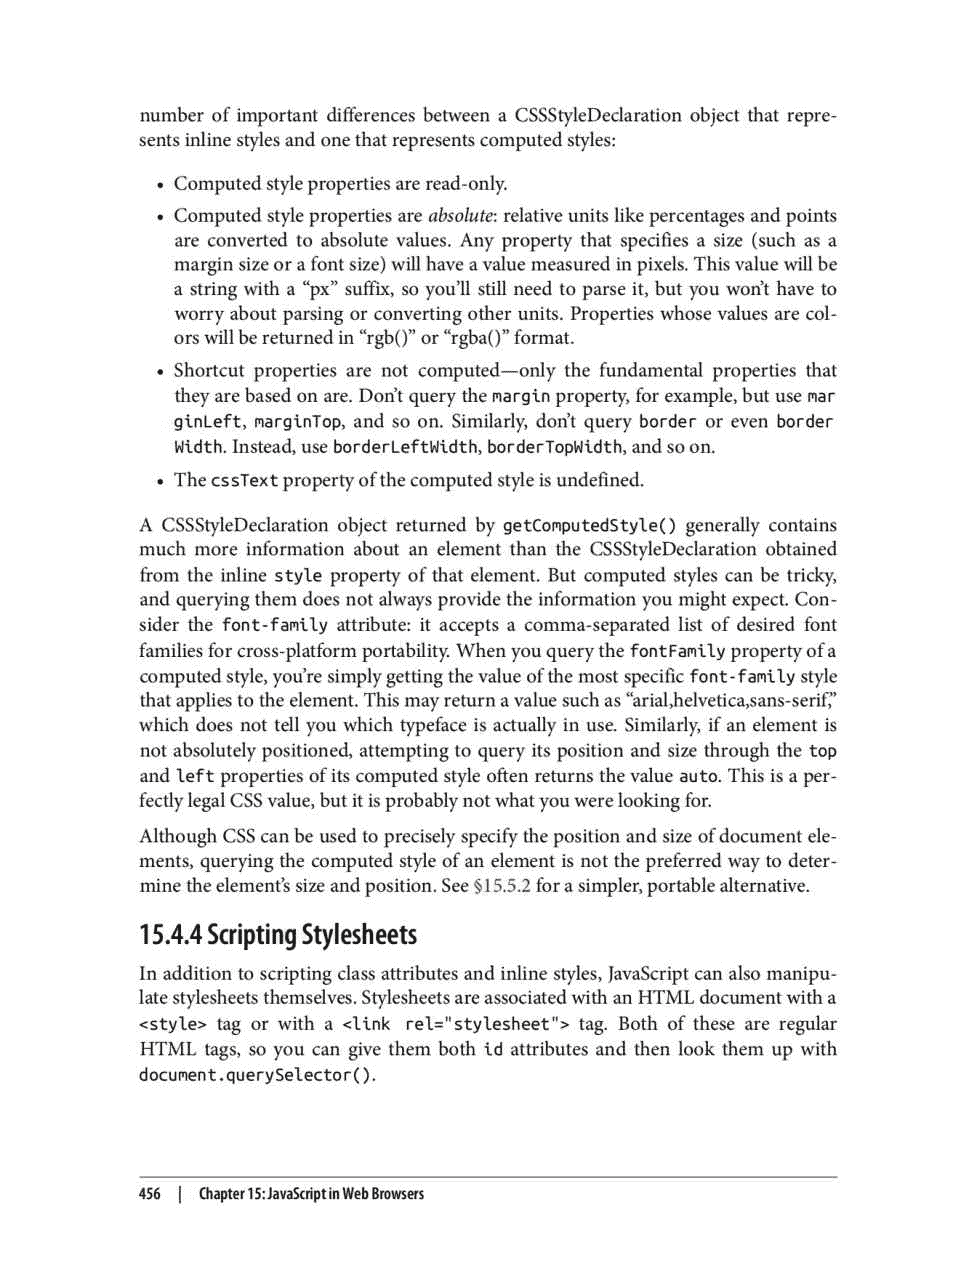 number of important differences between a CSSStyleDeclaration object that repre-
sents inline styles and one that represents computed styles:
• Computed style properties are read-only.
• Computed style properties are absolute: relative units like percentages and points
are converted to absolute values. Any property that specifies a size (such as a
margin size or a font size) will have a value measured in pixels. This value will be
a string with a “px” suffix, so you’ll still need to parse it, but you won’t have to
worry about parsing or converting other units. Properties whose values are col-
ors will be returned in “rgb()” or “rgba()” format.
• Shortcut properties are not computed—only the fundamental properties that
they are based on are. Don’t query the margin property, for example, but use mar
ginLeft, marginTop, and so on. Similarly, don’t query border or even border
Width. Instead, use borderLeftWidth, borderTopWidth, and so on.
• The cssText property of the computed style is undefined.
A CSSStyleDeclaration object returned by getComputedStyle() generally contains
much more information about an element than the CSSStyleDeclaration obtained
from the inline style property of that element. But computed styles can be tricky,
and querying them does not always provide the information you might expect. Con-
sider the font-family attribute: it accepts a comma-separated list of desired font
families for cross-platform portability. When you query the fontFamily property of a
computed style, you’re simply getting the value of the most specific font-family style
that applies to the element. This may return a value such as “arial,helvetica,sans-serif,”
which does not tell you which typeface is actually in use. Similarly, if an element is
not absolutely positioned, attempting to query its position and size through the top
and left properties of its computed style often returns the value auto. This is a per-
fectly legal CSS value, but it is probably not what you were looking for.
Although CSS can be used to precisely specify the position and size of document ele-
ments, querying the computed style of an element is not the preferred way to deter-
mine the element’s size and position. See §15.5.2 for a simpler, portable alternative.
15.4.4 Scripting Stylesheets
In addition to scripting class attributes and inline styles, JavaScript can also manipu-
late stylesheets themselves. Stylesheets are associated with an HTML document with a
<style> tag or with a <link rel="stylesheet"> tag. Both of these are regular
HTML tags, so you can give them both id attributes and then look them up with
document.querySelector().
456 | Chapter 15: JavaScript in Web Browsers